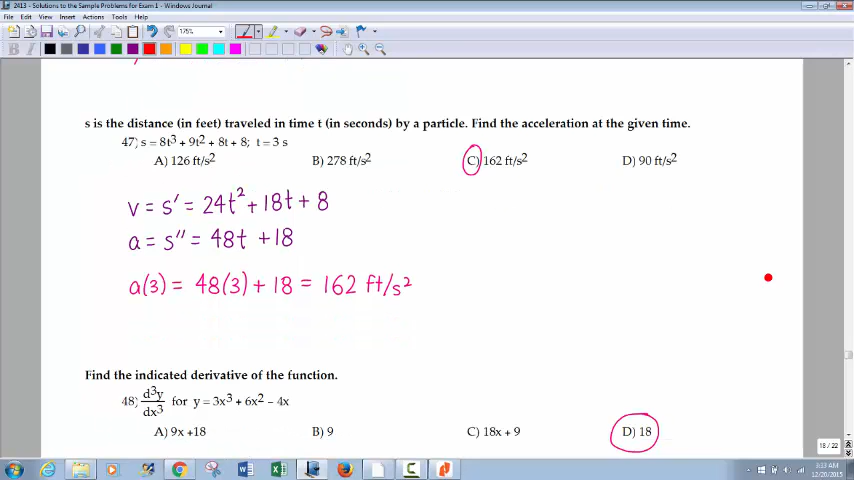 2413 - Solutions to the Sample Problems for Exam 1 - Windows Journal
File Edit View Insert Actions Tools Help
175%
s is the distance (in feet) traveled in time t (in seconds) by a particle. Find the acceleration at the given time.
47) s = 8t³ + 9t² + 8t + 8; t = 3 s
A) 126 ft/s² B) 278 ft/s² C) 162 ft/s² D) 90 ft/s²
v = s′ = 24t² + 18t + 8
a = s″ = 48t + 18
a(3) = 48(3) + 18 = 162 ft/s²
Find the indicated derivative of the function.
48) d³y/dx³ for y = 3x³ + 6x² − 4x
A) 9x +18 B) 9 C) 18x + 9 D) 18
18 / 22
3:33 AM
12/20/2015